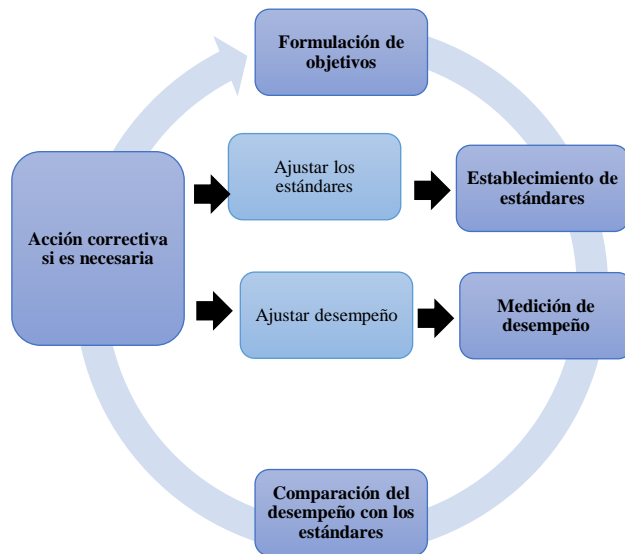 Formulación de
objetivos
Ajustar los
estándares
Establecimiento de
estándares
Acción correctiva
si es necesaria
Ajustar desempeño
Medición de
desempeño
Comparación del
desempeño con los
estándares